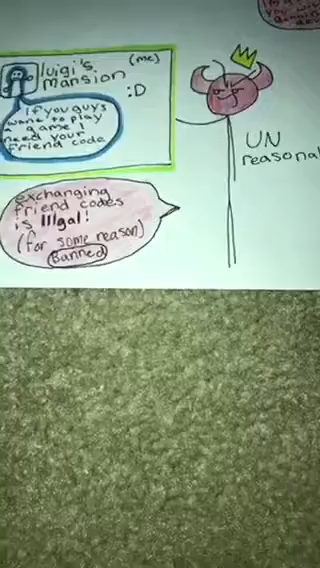 luigi's
mansion
(me)
:D
if you guys
want to play
a game i
need your
friend code
UN
reasonal
exchanging
friend codes
is Illgal!
(for some reason)
Banned